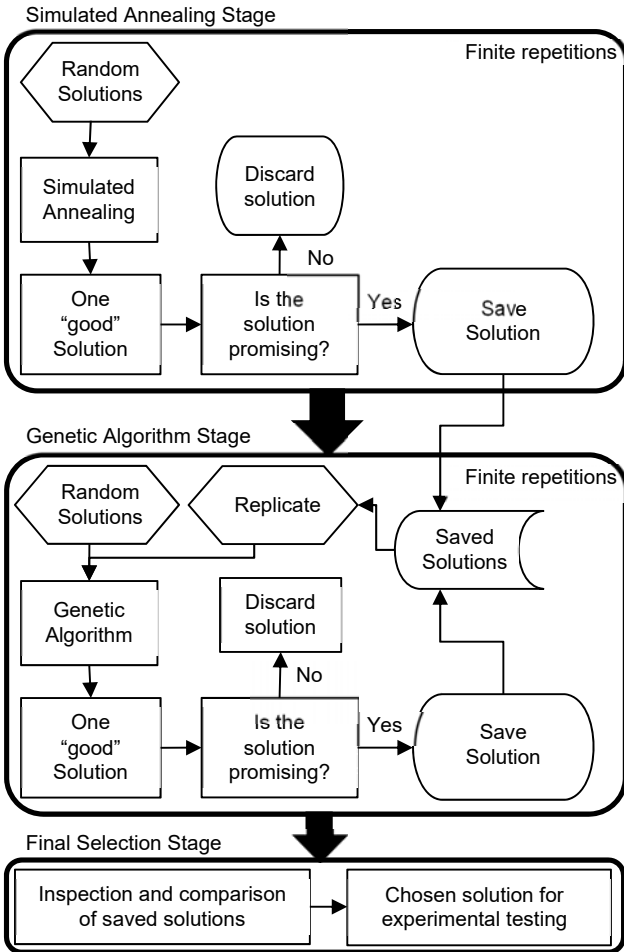 Simulated Annealing Stage
Finite repetitions
Random
Solutions
Simulated
Annealing
Discard
solution
No
One
“good”
Solution
Is the
solution
promising?
Yes
Save
Solution
Genetic Algorithm Stage
Finite repetitions
Random
Solutions
Replicate
Saved
Solutions
Genetic
Algorithm
Discard
solution
No
One
“good”
Solution
Is the
solution
promising?
Yes
Save
Solution
Final Selection Stage
Inspection and comparison
of saved solutions
Chosen solution for
experimental testing